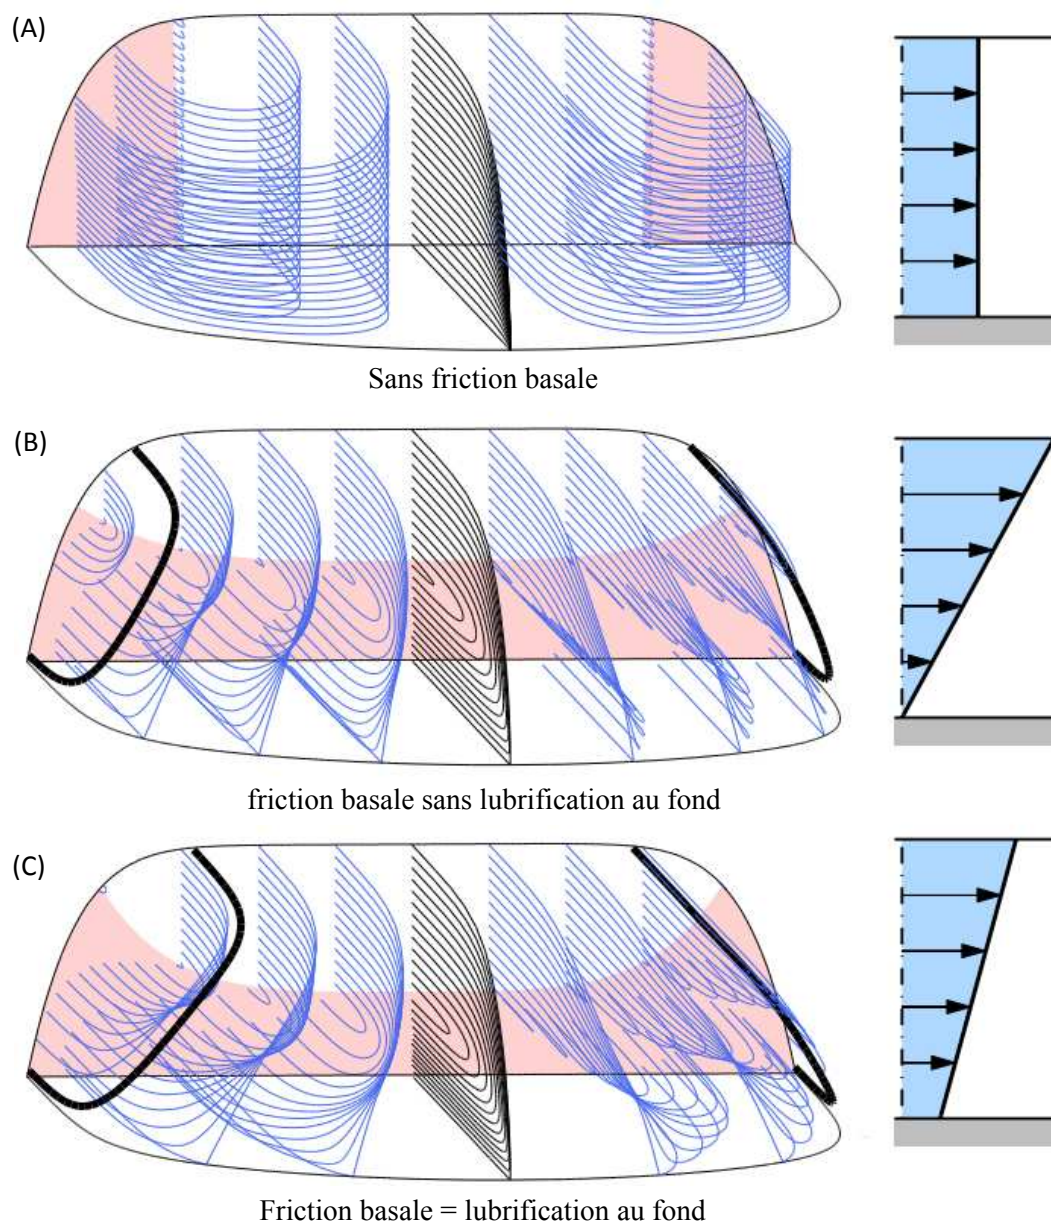 (A)
Sans friction basale
(B)
friction basale sans lubrification au fond
(C)
Friction basale = lubrification au fond